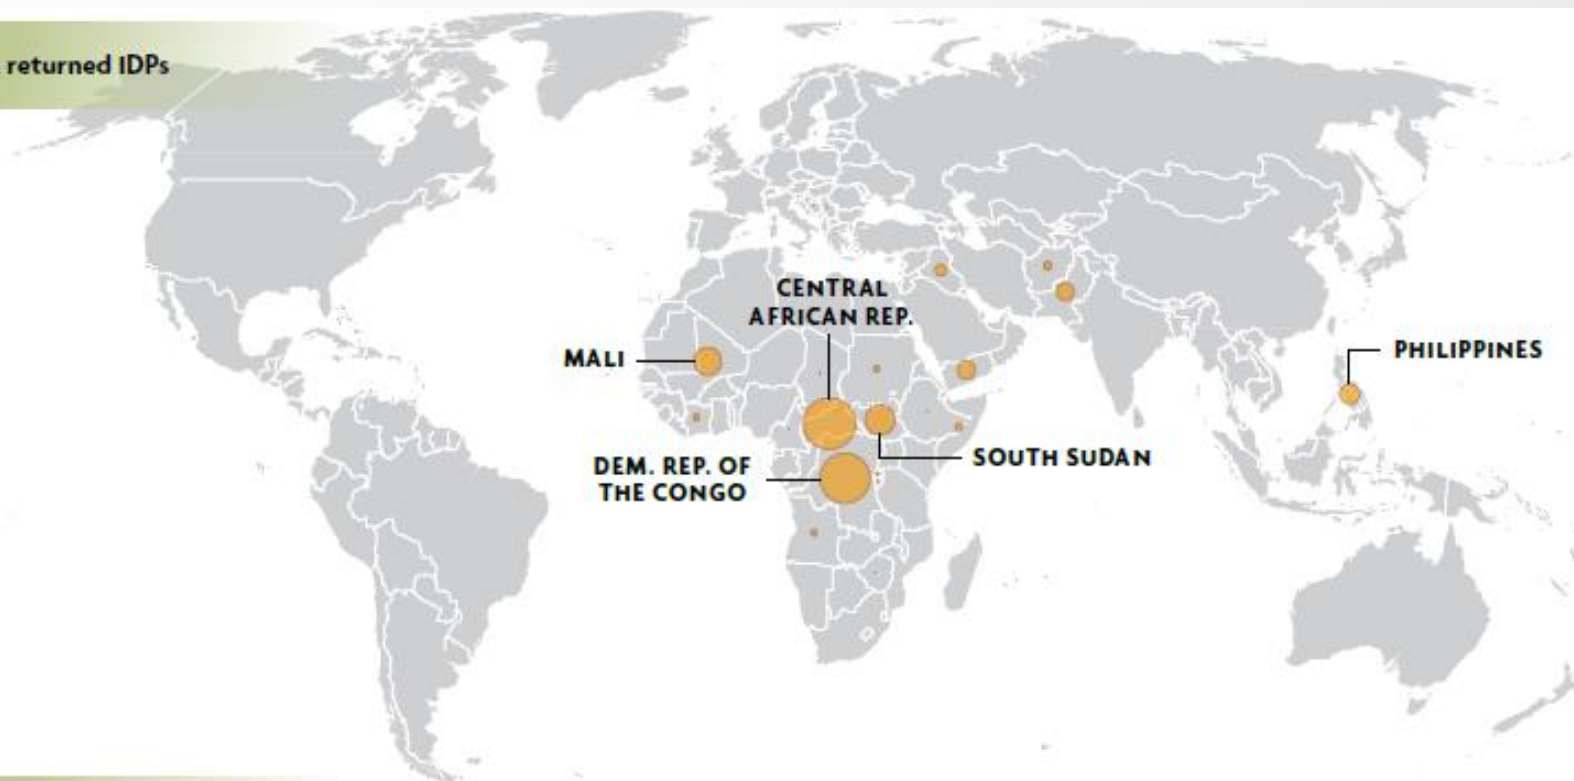 returned IDPs
CENTRAL
AFRICAN REP.
MALI
PHILIPPINES
DEM. REP. OF
THE CONGO
SOUTH SUDAN